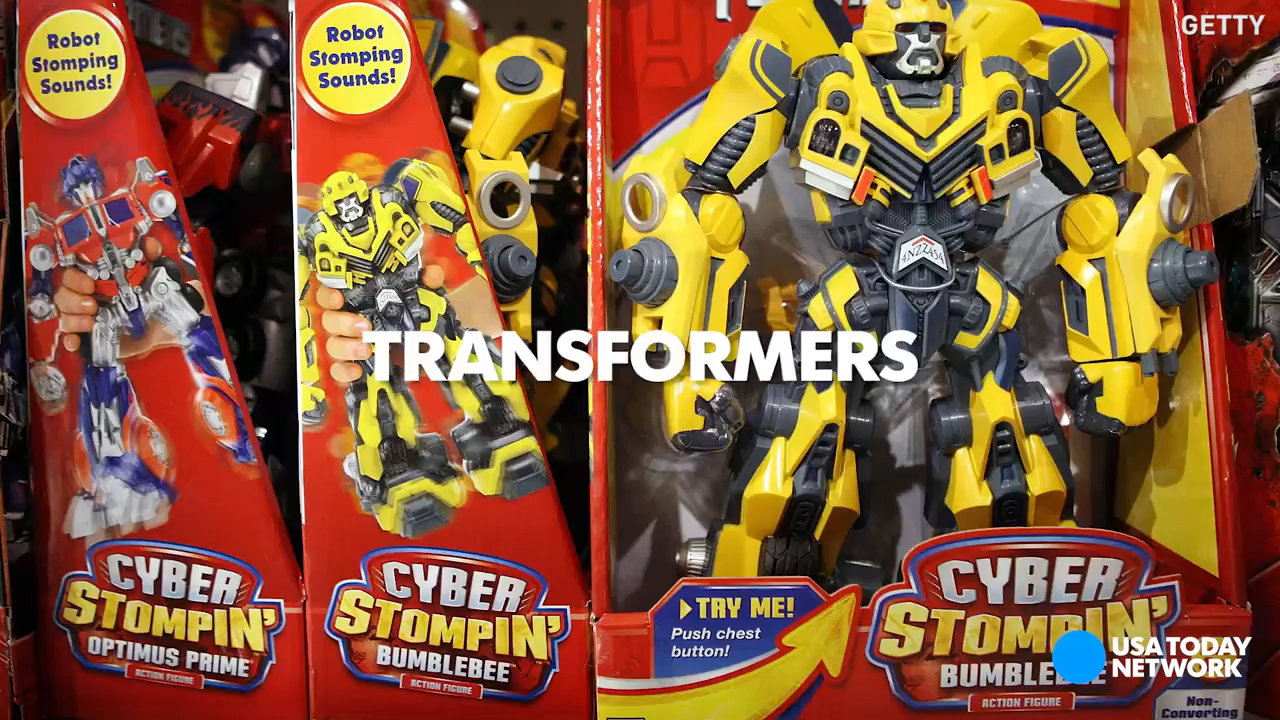 GETTY
Robot
Stomping
Sounds!
Robot
Stomping
Sounds!
4NZZ454
TRANSFORMERS
CYBER
STOMPIN'
OPTIMUS PRIME
ACTION FIGURE
CYBER
STOMPIN'
BUMBLEBEE
ACTION FIGURE
TRY ME!
Push chest
button!
CYBER
STOMPIN'
BUMBLEBEE
ACTION FIGURE
USA TODAY
NETWORK
Non-
Converting